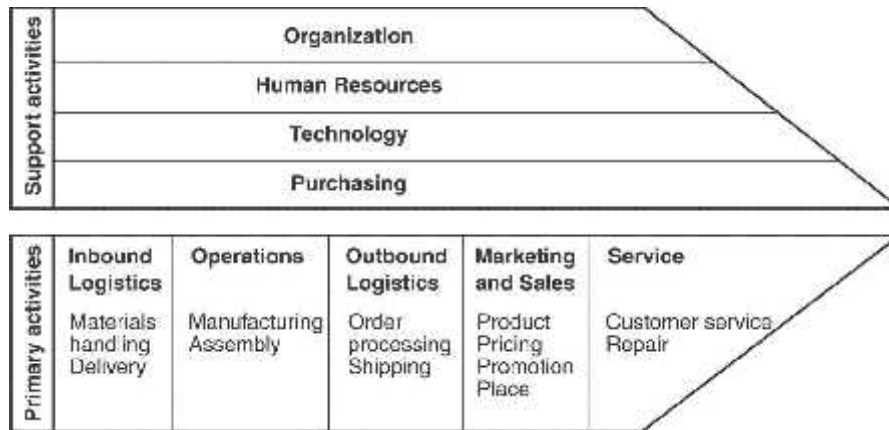 Support activities
Organization
Human Resources
Technology
Purchasing
Primary activities
Inbound
Logistics
Materials
handling
Delivery
Operations
Manufacturing
Assembly
Outbound
Logistics
Order
processing
Shipping
Marketing
and Sales
Product
Pricing
Promotion
Place
Service
Customer service
Repair